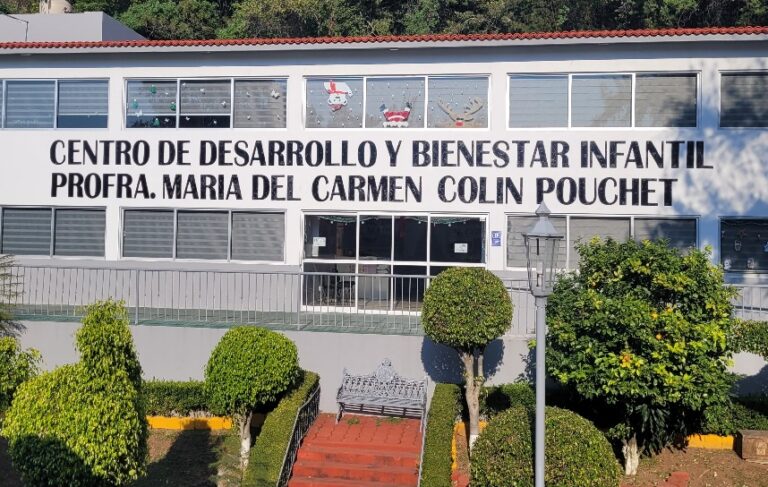 CENTRO DE DESARROLLO Y BIENESTAR INFANTIL
PROFRA. MARIA DEL CARMEN COLIN POUCHET